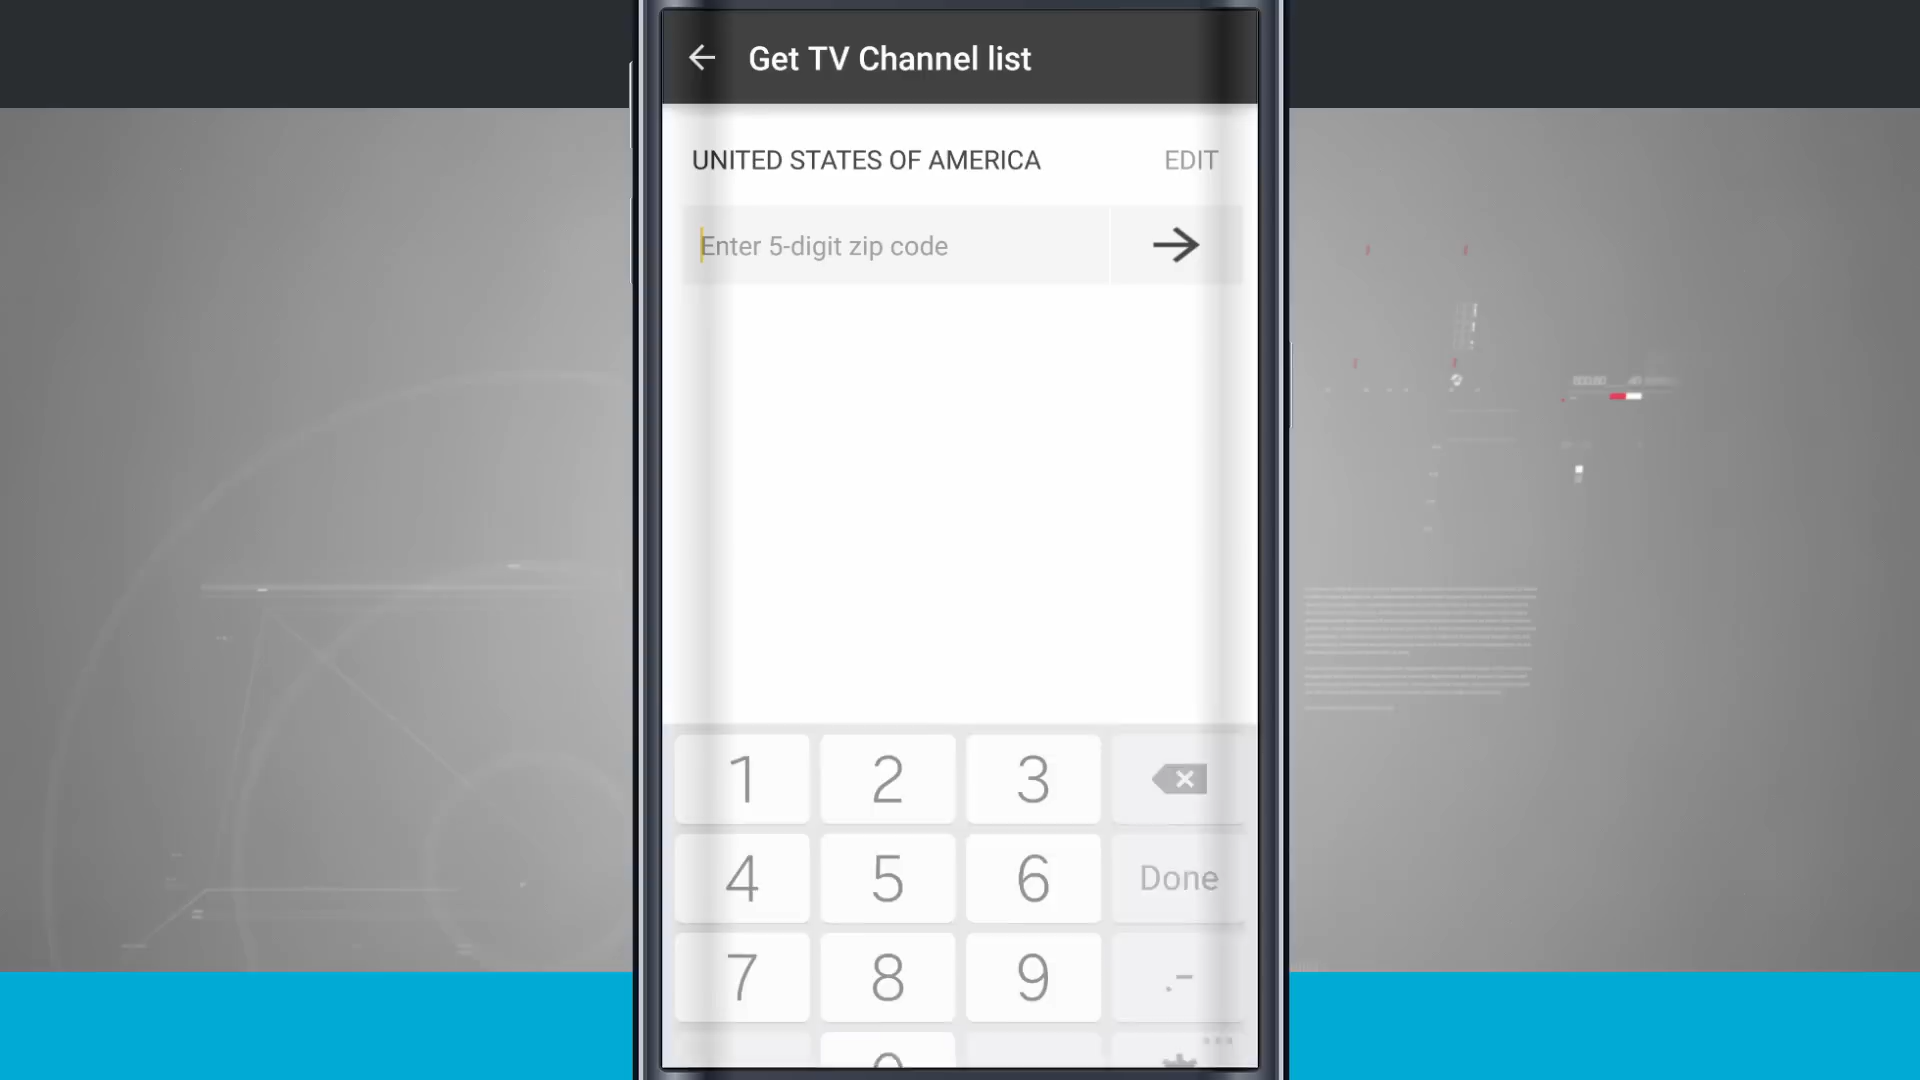 Get TV Channel list
UNITED STATES OF AMERICA EDIT
Enter 5-digit zip code
1 2 3
4 5 6 Done
7 8 9 .-
0